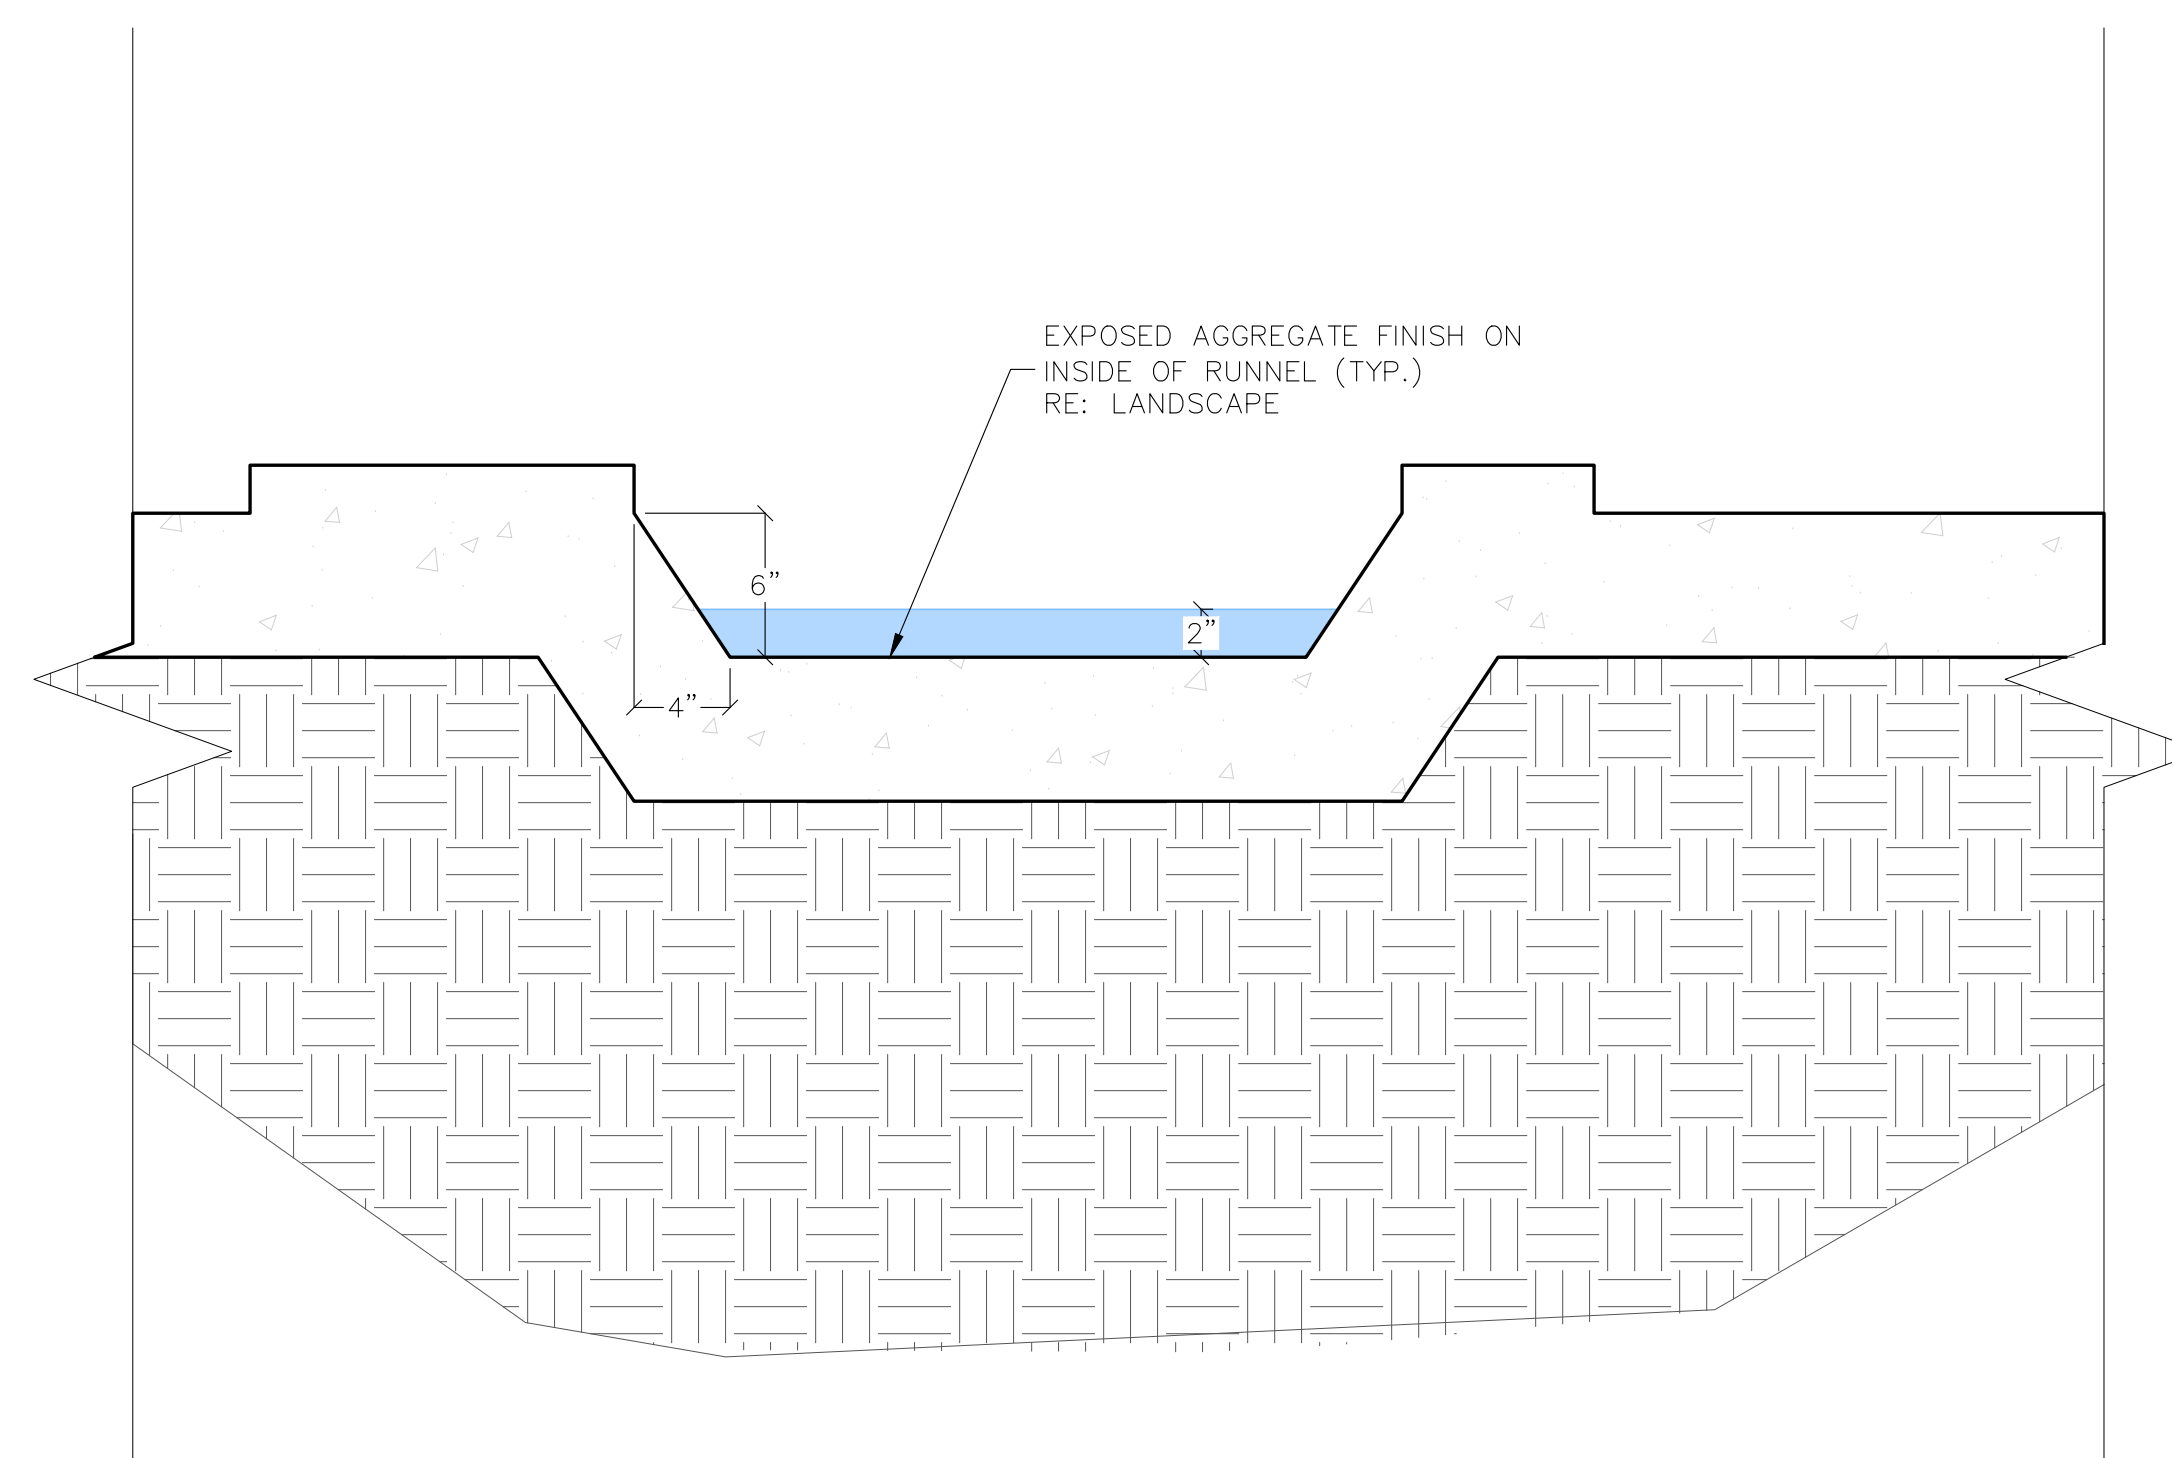 EXPOSED AGGREGATE FINISH ON
INSIDE OF RUNNEL (TYP.)
RE: LANDSCAPE
6"
2"
4"